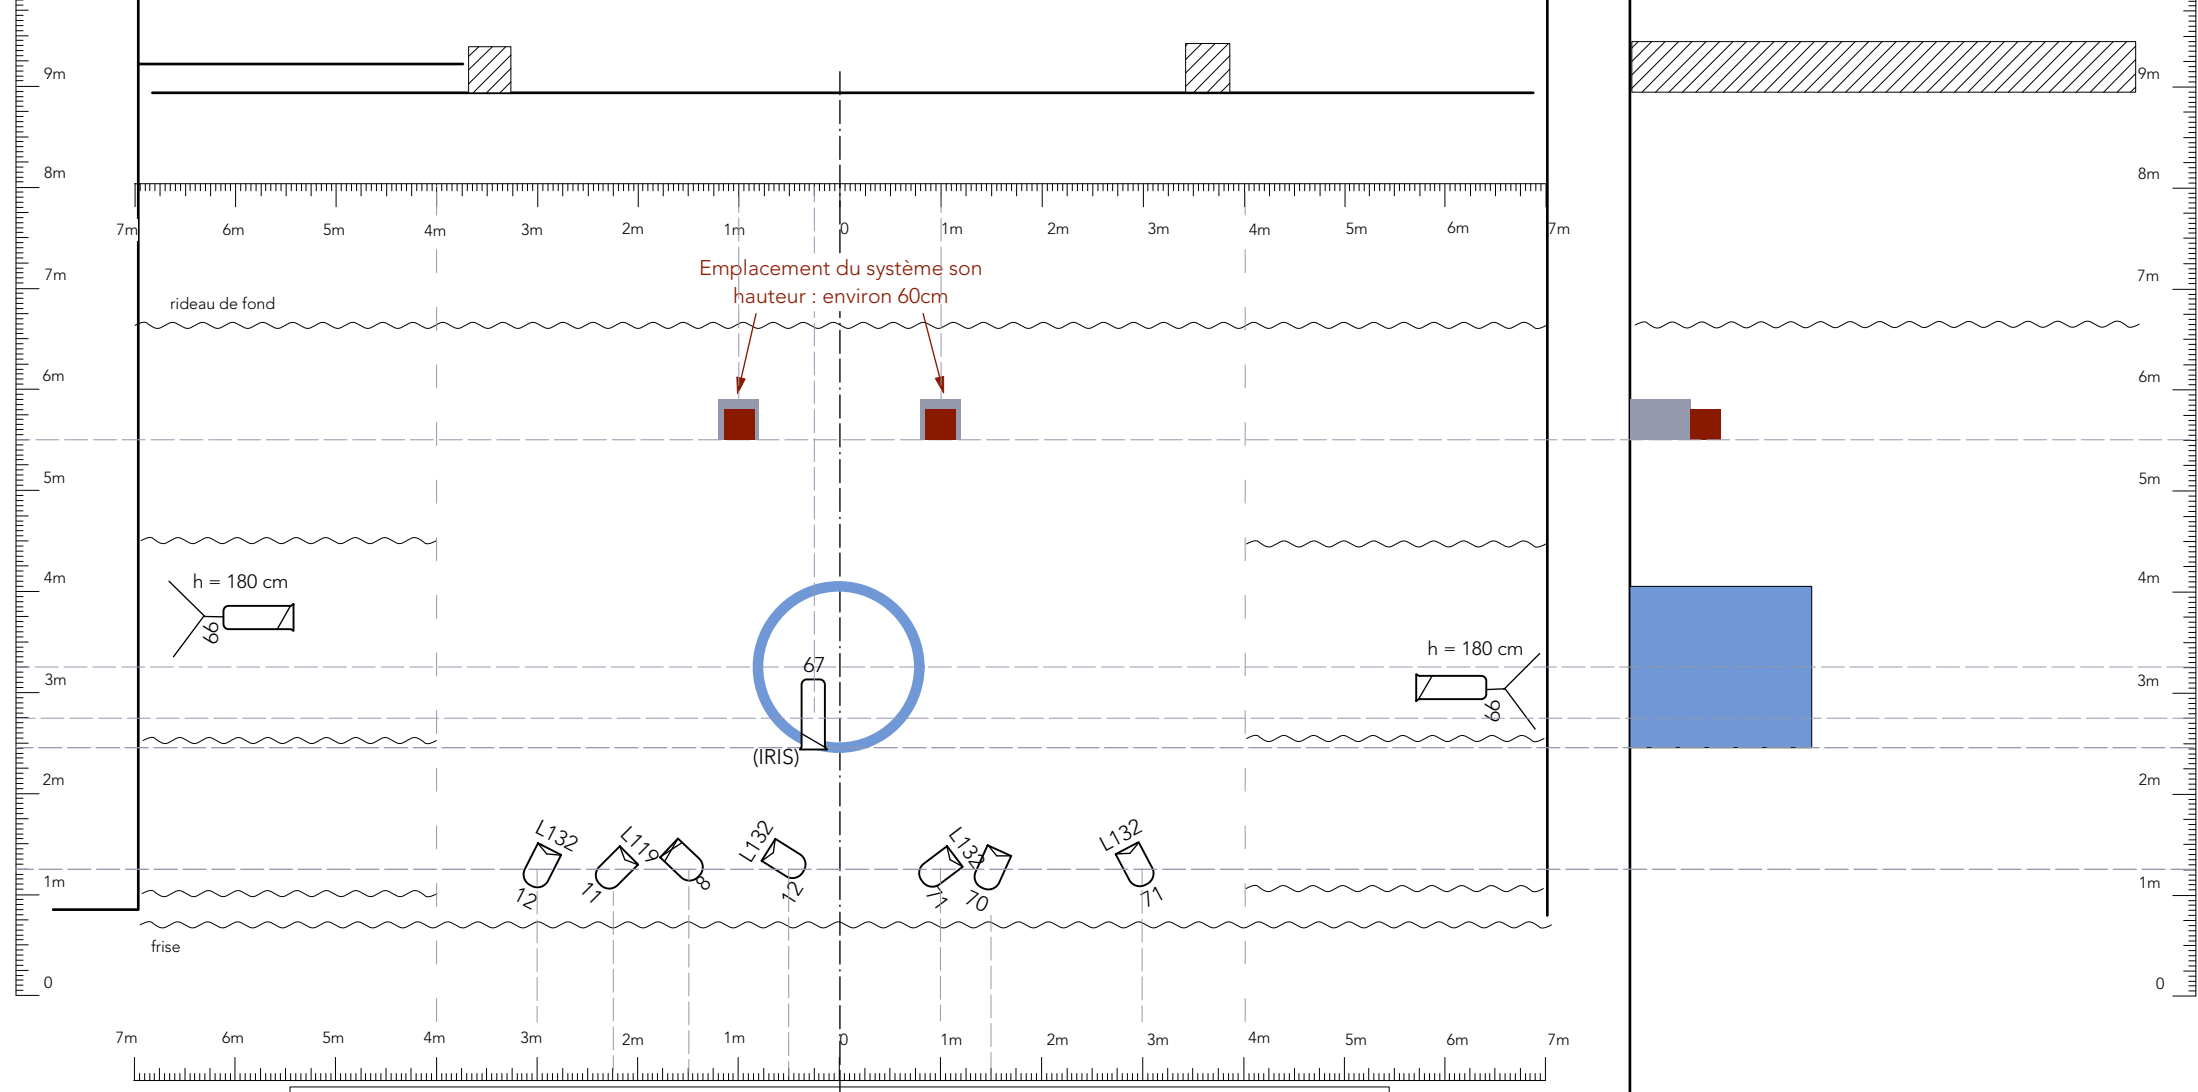 9m
9m
8m
8m
7m 6m 5m 4m 3m 2m 1m 0 1m 2m 3m 4m 5m 6m 7m
7m
7m
Emplacement du système son
hauteur : environ 60cm
rideau de fond
6m
6m
5m
5m
4m
4m
h = 180 cm
66
h = 180 cm
66
67
3m
3m
(IRIS)
2m
2m
L132
L119
L132
L132
L132
12
11
8
12
71
70
71
1m
1m
frise
0
0
7m 6m 5m 4m 3m 2m 1m 0 1m 2m 3m 4m 5m 6m 7m